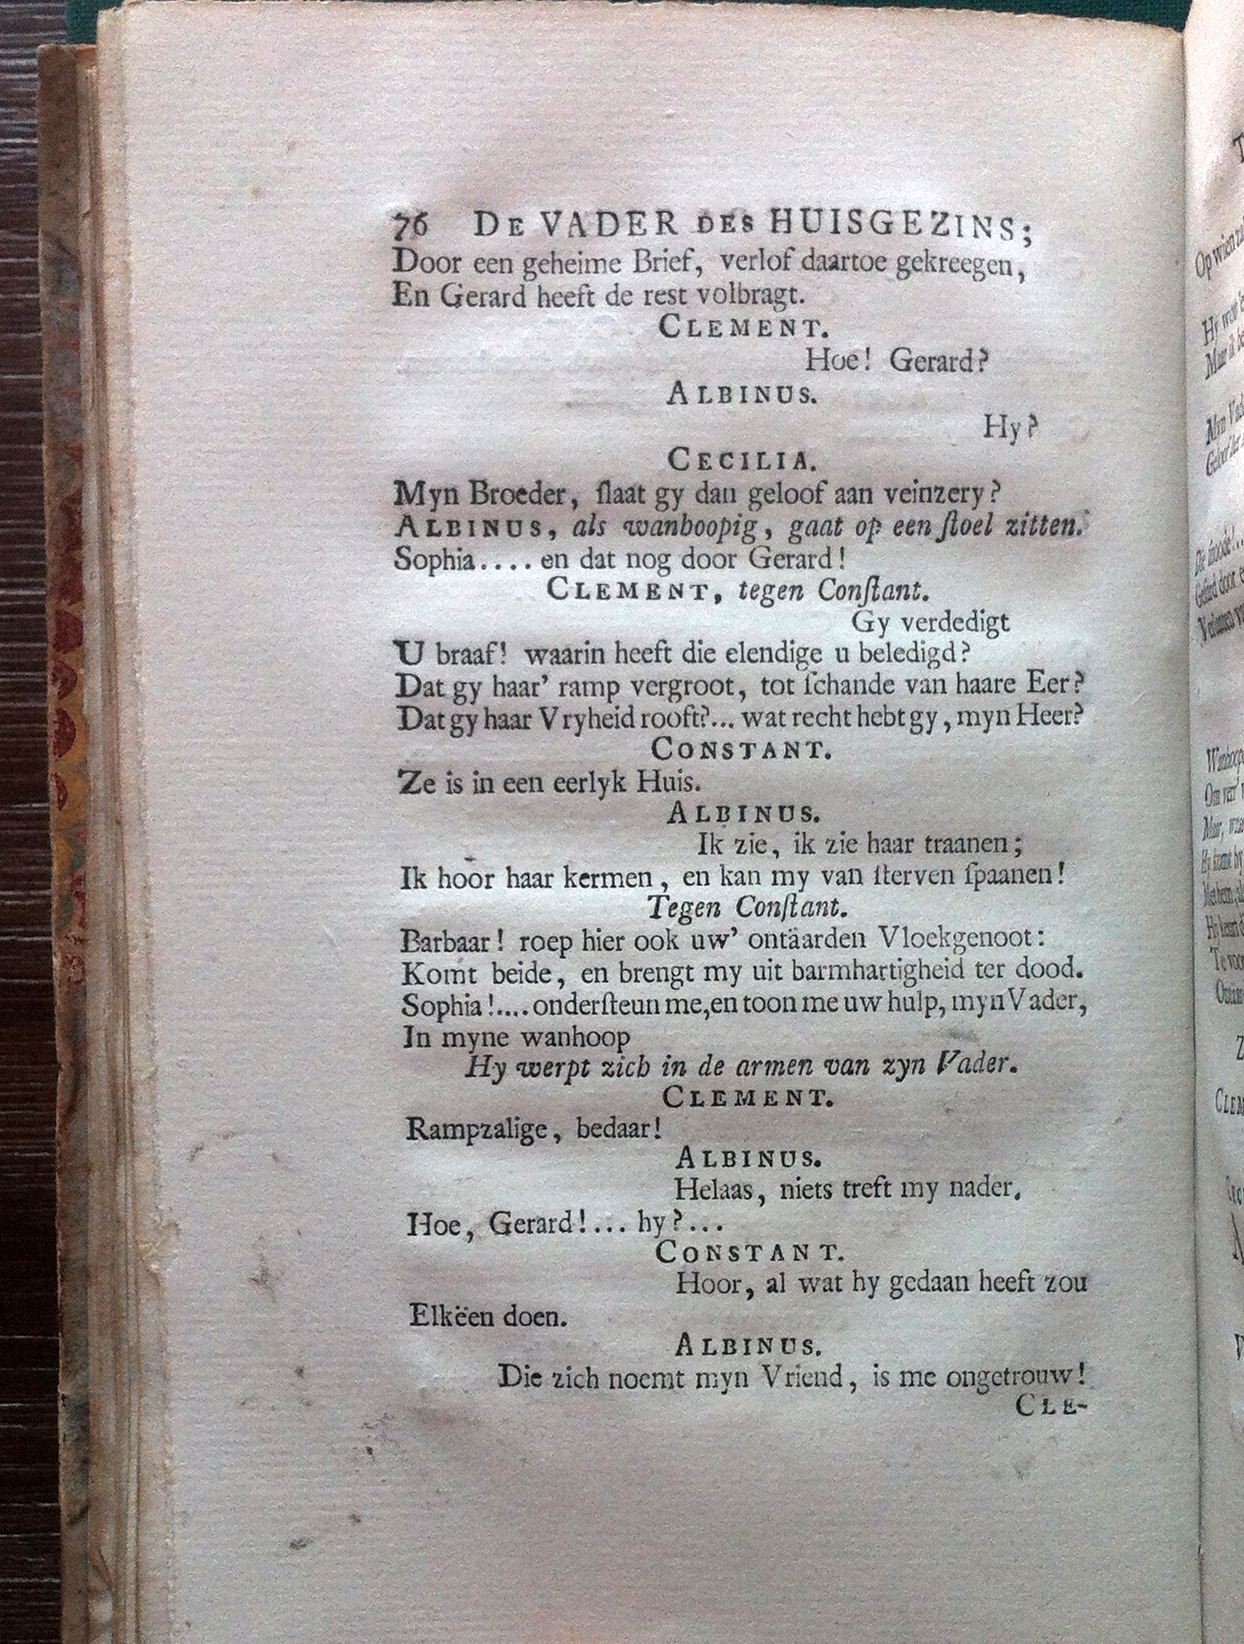 76 DE VADER DES HUISGEZINS;
Door een geheime Brief, verlof daartoe gekreegen,
En Gerard heeft de rest volbragt.
CLEMENT.
Hoe! Gerard?
ALBINUS.
Hy?
CECILIA.
Myn Broeder, ſlaat gy dan geloof aan veinzery?
ALBINUS, als wanhoopig, gaat op een ſtoel zitten.
Sophia.... en dat nog door Gerard!
CLEMENT, tegen Conſtant.
Gy verdedigt
U braaf! waarin heeft die elendige u beledigd?
Dat gy haar' ramp vergroot, tot ſchande van haare Eer?
Dat gy haar Vryheid rooft?... wat recht hebt gy, myn Heer?
CONSTANT.
Ze is in een eerlyk Huis.
ALBINUS.
Ik zie, ik zie haar traanen;
Ik hoor haar kermen, en kan my van ſterven ſpaanen!
Tegen Conſtant.
Barbaar! roep hier ook uw' ontäarden Vloekgenoot:
Komt beide, en brengt my uit barmhartigheid ter dood.
Sophia!.... onderſteun me, en toon me uw hulp, myn Vader,
In myne wanhoop
Hy werpt zich in de armen van zyn Vader.
CLEMENT.
Rampzalige, bedaar!
ALBINUS.
Helaas, niets treft my nader.
Hoe, Gerard!... hy?...
CONSTANT.
Hoor, al wat hy gedaan heeft zou
Elkëen doen.
ALBINUS.
Die zich noemt myn Vriend, is me ongetrouw!
CLE-
Op wien
Hy
Myn
Die